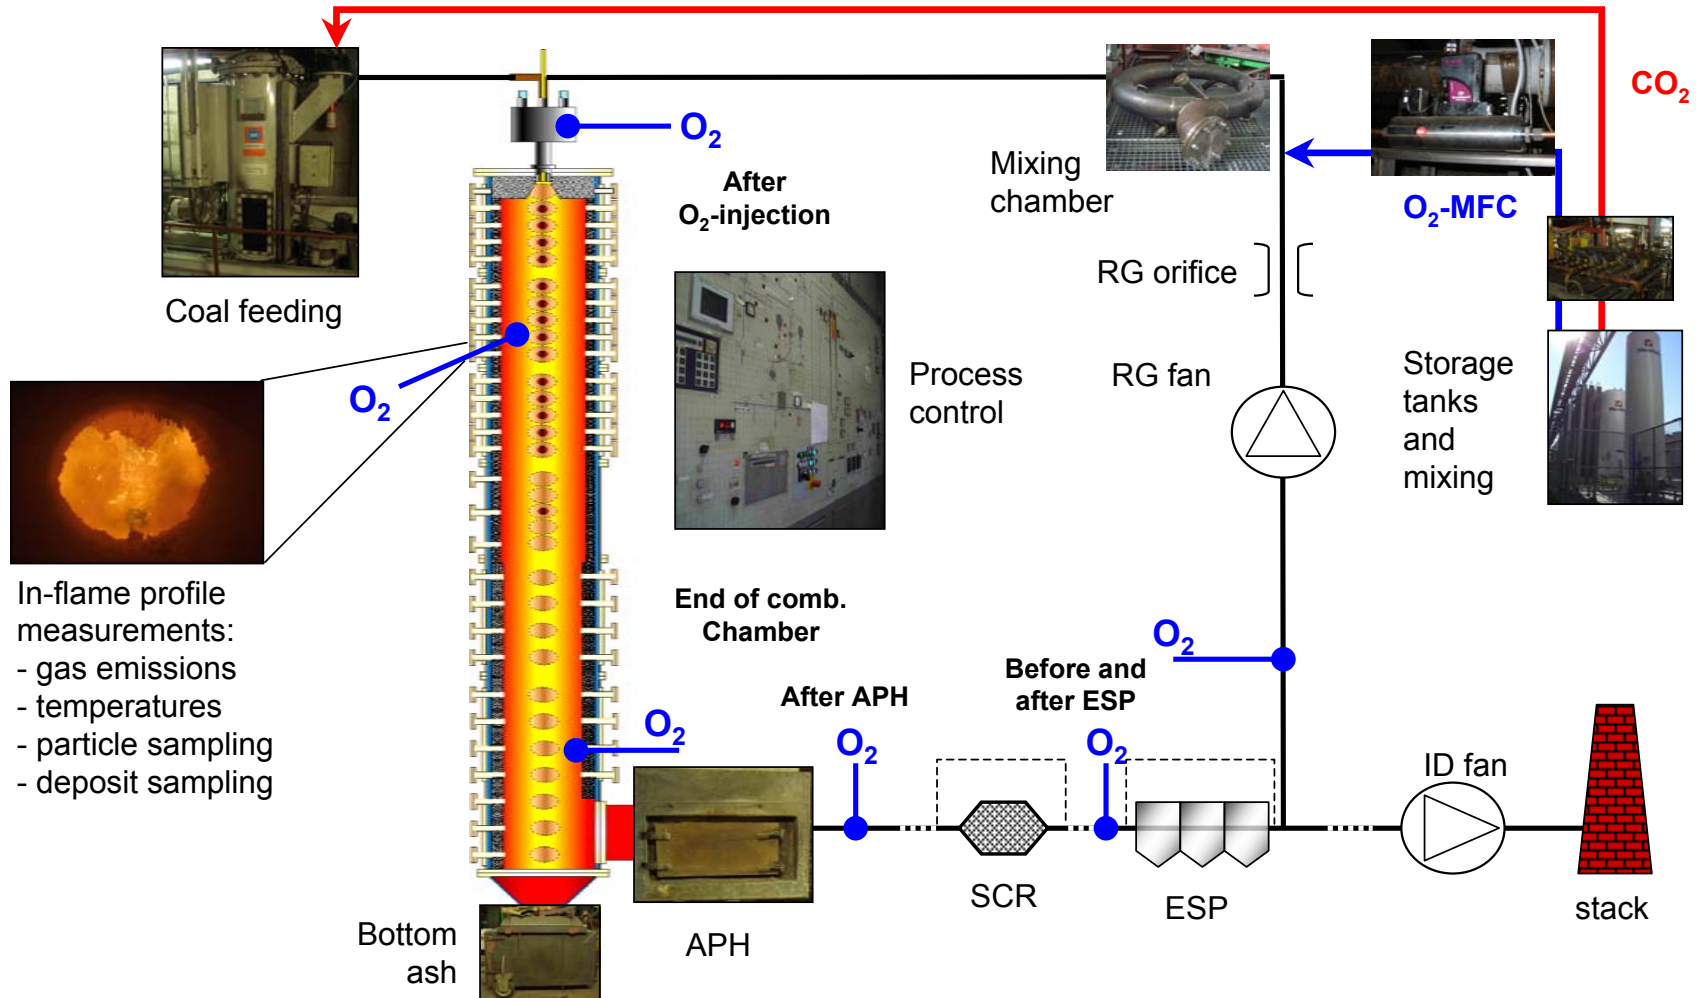 CO₂
O₂
After
O₂-injection
Mixing
chamber
O₂-MFC
Coal feeding
RG orifice
O₂
Process
control
RG fan
Storage
tanks
and
mixing
In-flame profile
measurements:
- gas emissions
- temperatures
- particle sampling
- deposit sampling
End of comb.
Chamber
O₂
After APH
O₂
Before and
after ESP
O₂
O₂
ID fan
SCR
ESP
stack
APH
Bottom
ash